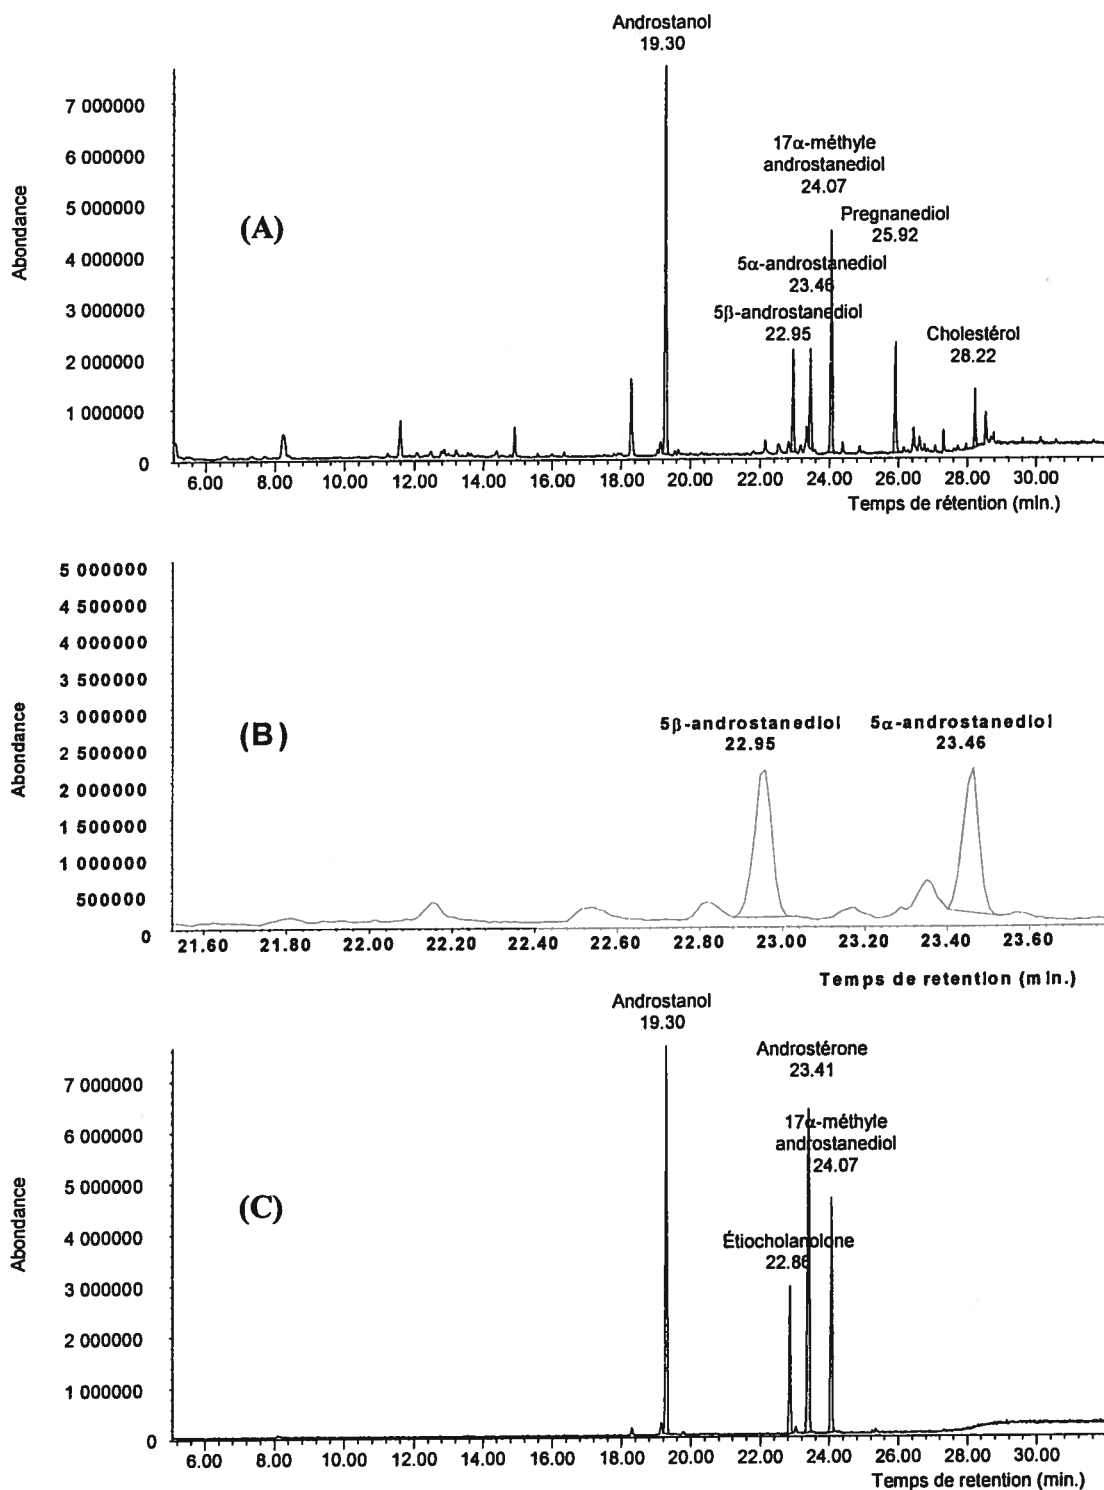 Androstanol
19.30
7 000000
17α-méthyle
androstanediol
24.07
6 000000
5 000000
Pregnanediol
25.92
Abondance
(A)
4 000000
5α-androstanediol
23.46
3 000000
5β-androstanediol
22.95
Cholestérol
28.22
2 000000
1 000000
0
6.00 8.00 10.00 12.00 14.00 16.00 18.00 20.00 22.00 24.00 26.00 28.00 30.00
Temps de rétention (min.)
5 000000
4 500000
4 000000
3 500000
3 000000
Abondance
(B)
5β-androstanediol 5α-androstanediol
22.95 23.46
2 500000
2 000000
1 500000
1 000000
500000
0
21.60 21.80 22.00 22.20 22.40 22.60 22.80 23.00 23.20 23.40 23.60
Temps de retention (min.)
Androstanol
19.30
Androstérone
23.41
7 000000
6 000000
17α-méthyle
androstanediol
24.07
5 000000
Abondance
(C)
4 000000
Étiocholanolone
22.86
3 000000
2 000000
1 000000
0
6.00 8.00 10.00 12.00 14.00 16.00 18.00 20.00 22.00 24.00 26.00 28.00 30.00
Temps de retention (min.)